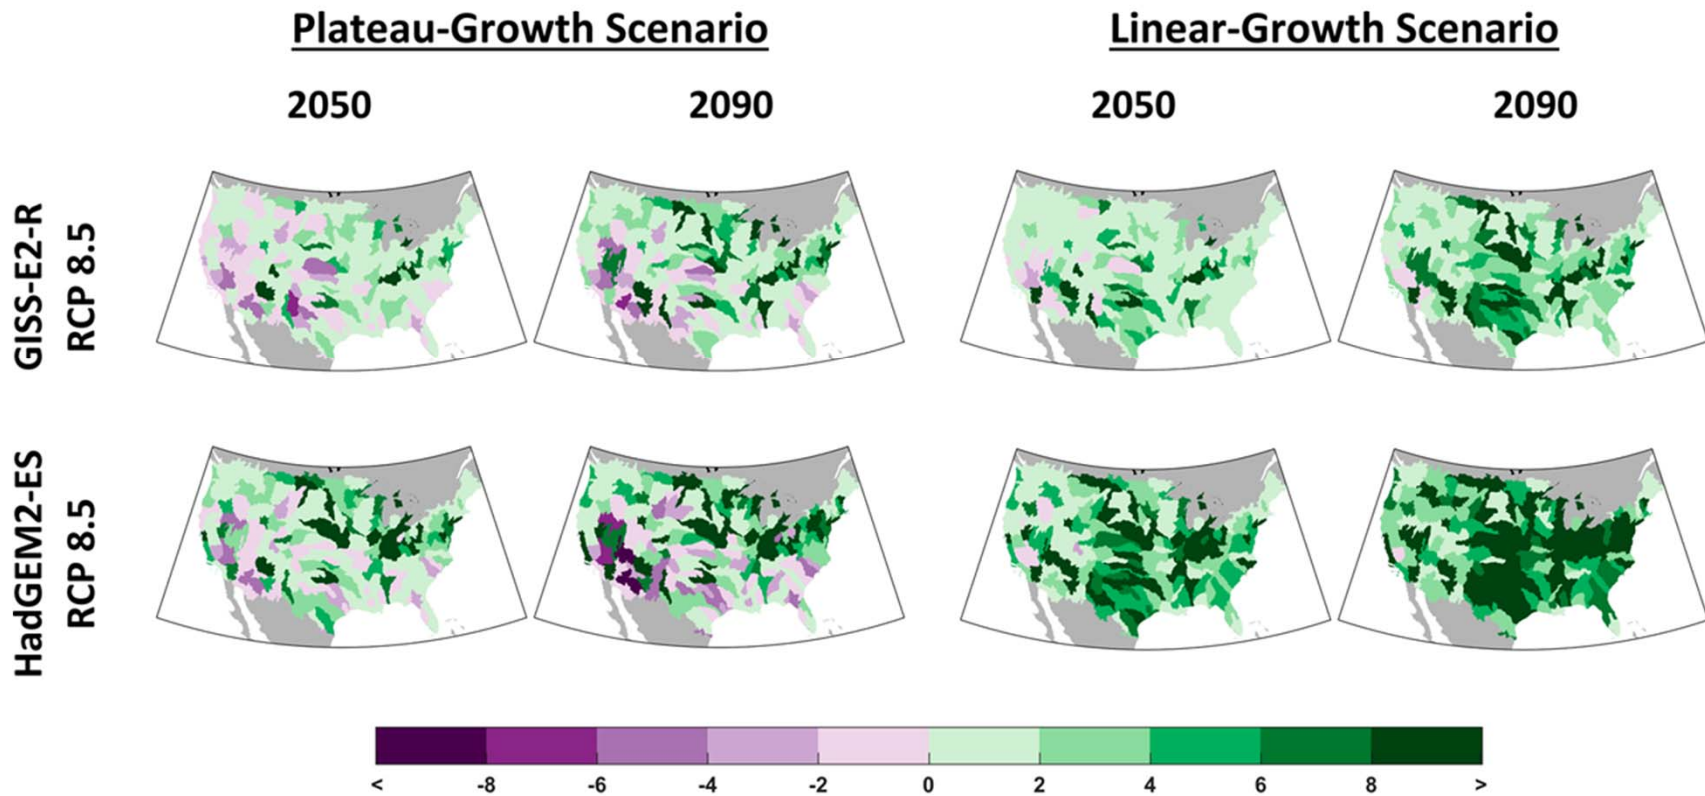 Plateau-Growth Scenario Linear-Growth Scenario
2050 2090 2050 2090
GISS-E2-R
RCP 8.5
HadGEM2-ES
RCP 8.5
< -8 -6 -4 -2 0 2 4 6 8 >